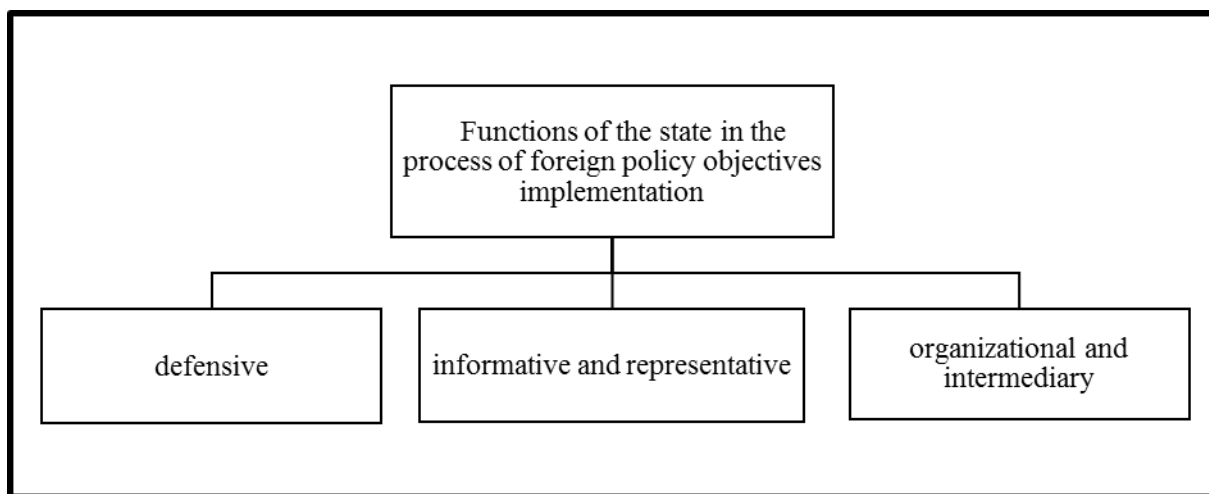 Functions of the state in the
process of foreign policy objectives
implementation
defensive
informative and representative
organizational and
intermediary